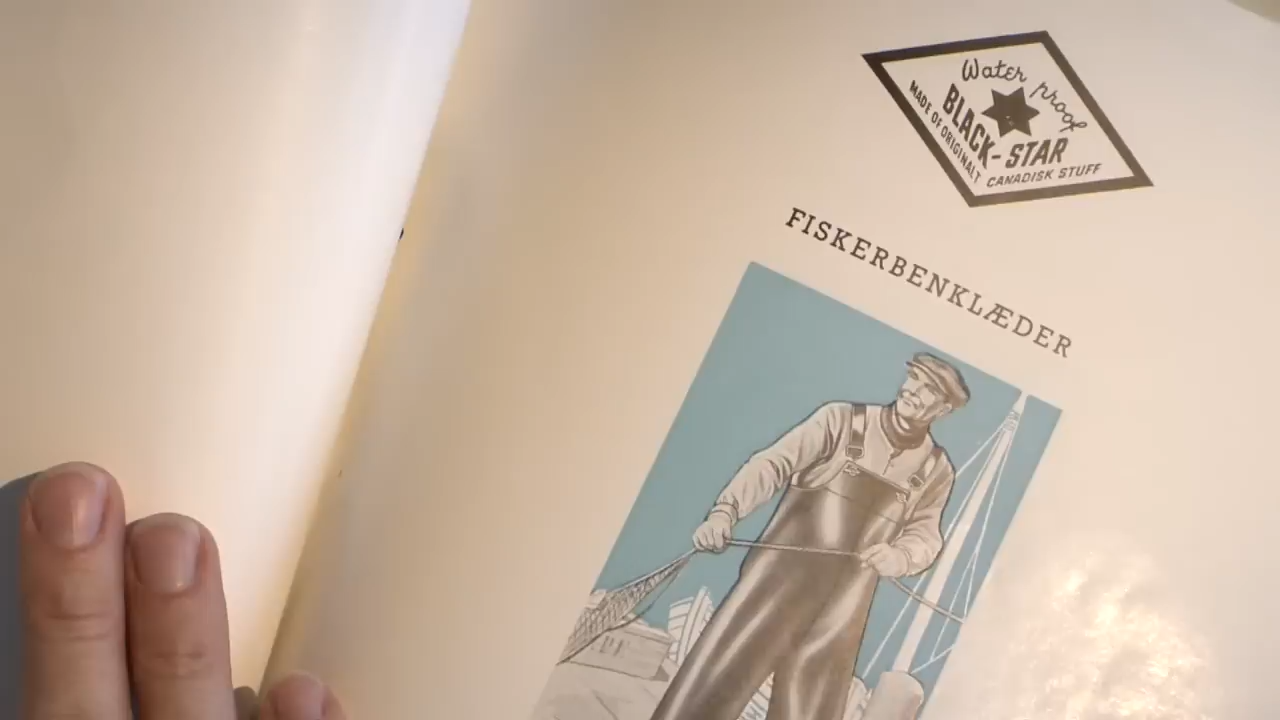 Water proof
BLACK-STAR
MADE OF ORIGINALT CANADISK STUFF
FISKERBENKLÆDER